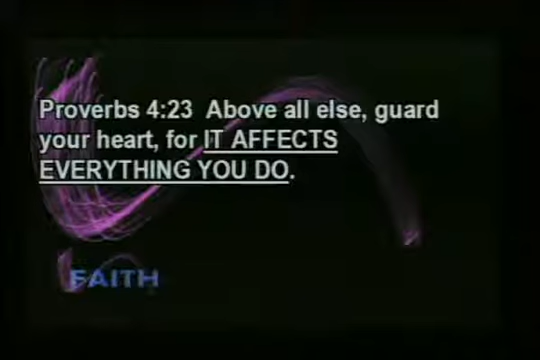 Proverbs 4:23 Above all else, guard
your heart, for IT AFFECTS
EVERYTHING YOU DO.
FAITH